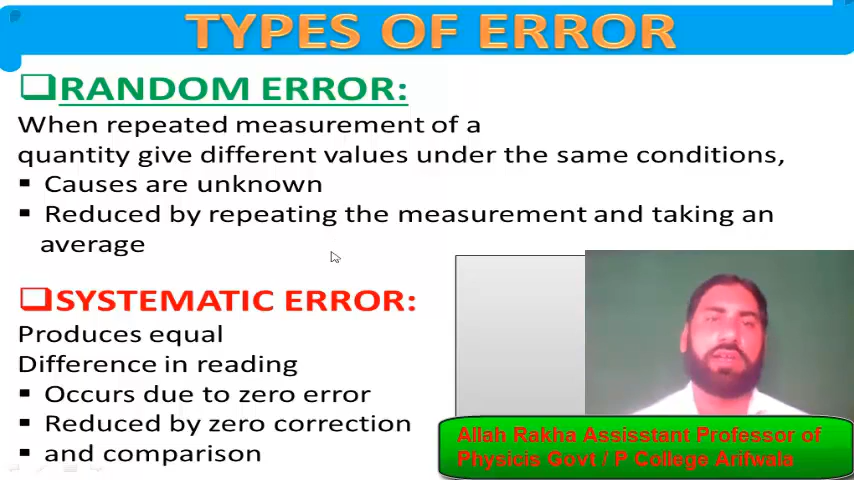 TYPES OF ERROR
RANDOM ERROR:
When repeated measurement of a
quantity give different values under the same conditions,
▪ Causes are unknown
▪ Reduced by repeating the measurement and taking an
average
SYSTEMATIC ERROR:
Produces equal
Difference in reading
▪ Occurs due to zero error
▪ Reduced by zero correction
▪ and comparison
Allah Rakha Assisstant Professor of
Physicis Govt / P College Arifwala